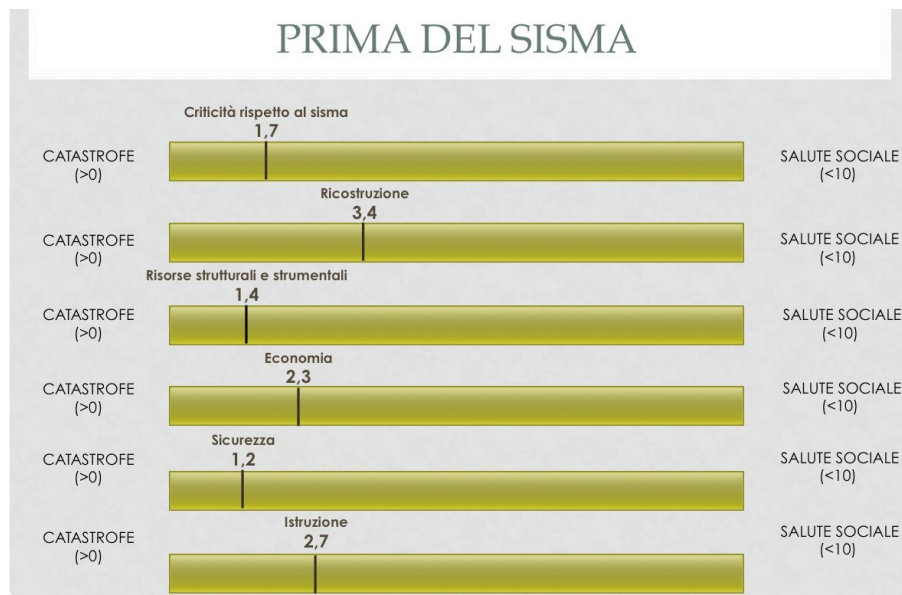 PRIMA DEL SISMA
Criticità rispetto al sisma
1,7
CATASTROFE
(>0)
SALUTE SOCIALE
(<10)
Ricostruzione
3,4
CATASTROFE
(>0)
SALUTE SOCIALE
(<10)
Risorse strutturali e strumentali
1,4
CATASTROFE
(>0)
SALUTE SOCIALE
(<10)
Economia
2,3
CATASTROFE
(>0)
SALUTE SOCIALE
(<10)
Sicurezza
1,2
CATASTROFE
(>0)
SALUTE SOCIALE
(<10)
Istruzione
2,7
CATASTROFE
(>0)
SALUTE SOCIALE
(<10)